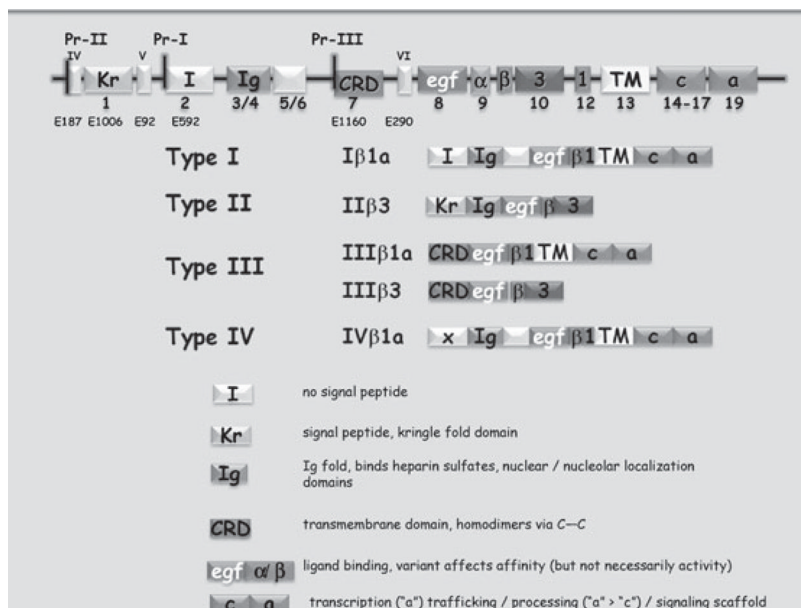 Pr-II Pr-I Pr-III
IV V VI
Kr I Ig CRD egf α β 3 1 TM c a
1 2 3/4 5/6 7 8 9 10 12 13 14-17 19
E187 E1006 E92 E592 E1160 E290
Type I Iβ1a I Ig egf β1 TM c a
Type II IIβ3 Kr Ig egf β 3
Type III
IIIβ1a CRD egf β1 TM c a
IIIβ3 CRD egf β 3
Type IV IVβ1a x Ig egf β1 TM c a
I no signal peptide
Kr signal peptide, kringle fold domain
Ig Ig fold, binds heparin sulfates, nuclear / nucleolar localization
domains
CRD transmembrane domain, homodimers via C—C
egf α/β ligand binding, variant affects affinity (but not necessarily activity)
c a transcription ("a") trafficking / processing ("a" > "c") / signaling scaffold